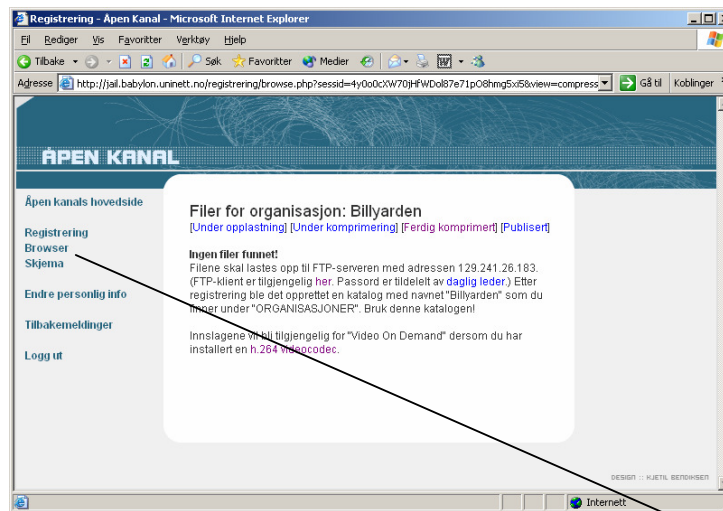 Registrering - Åpen Kanal - Microsoft Internet Explorer
Fil Rediger Vis Favoritter Verktøy Hjelp
Tilbake Søk Favoritter Medier
Adresse http://jail.babylon.uninett.no/registrering/browse.php?sessid=4y0o0cXW70jHfWDol87e71pO8hmg5xi5&view=compress Gå til Koblinger
ÅPEN KANAL
Åpen kanals hovedside
Registrering
Browser
Skjema
Endre personlig info
Tilbakemeldinger
Logg ut
Filer for organisasjon: Billyarden
[Under opplastning] [Under komprimering] [Ferdig komprimert] [Publisert]
Ingen filer funnet!
Filene skal lastes opp til FTP-serveren med adressen 129.241.26.183.
(FTP-klient er tilgjengelig her. Passord er tildelt av daglig leder.) Etter
registrering ble det opprettet en katalog med navnet "Billyarden" som du
finner under "ORGANISASJONER". Bruk denne katalogen!
Innslagene vil bli tilgjengelig for "Video On Demand" dersom du har
installert en h.264 videocodec.
DESIGN :: KJETIL BENDIKSEN
Internett